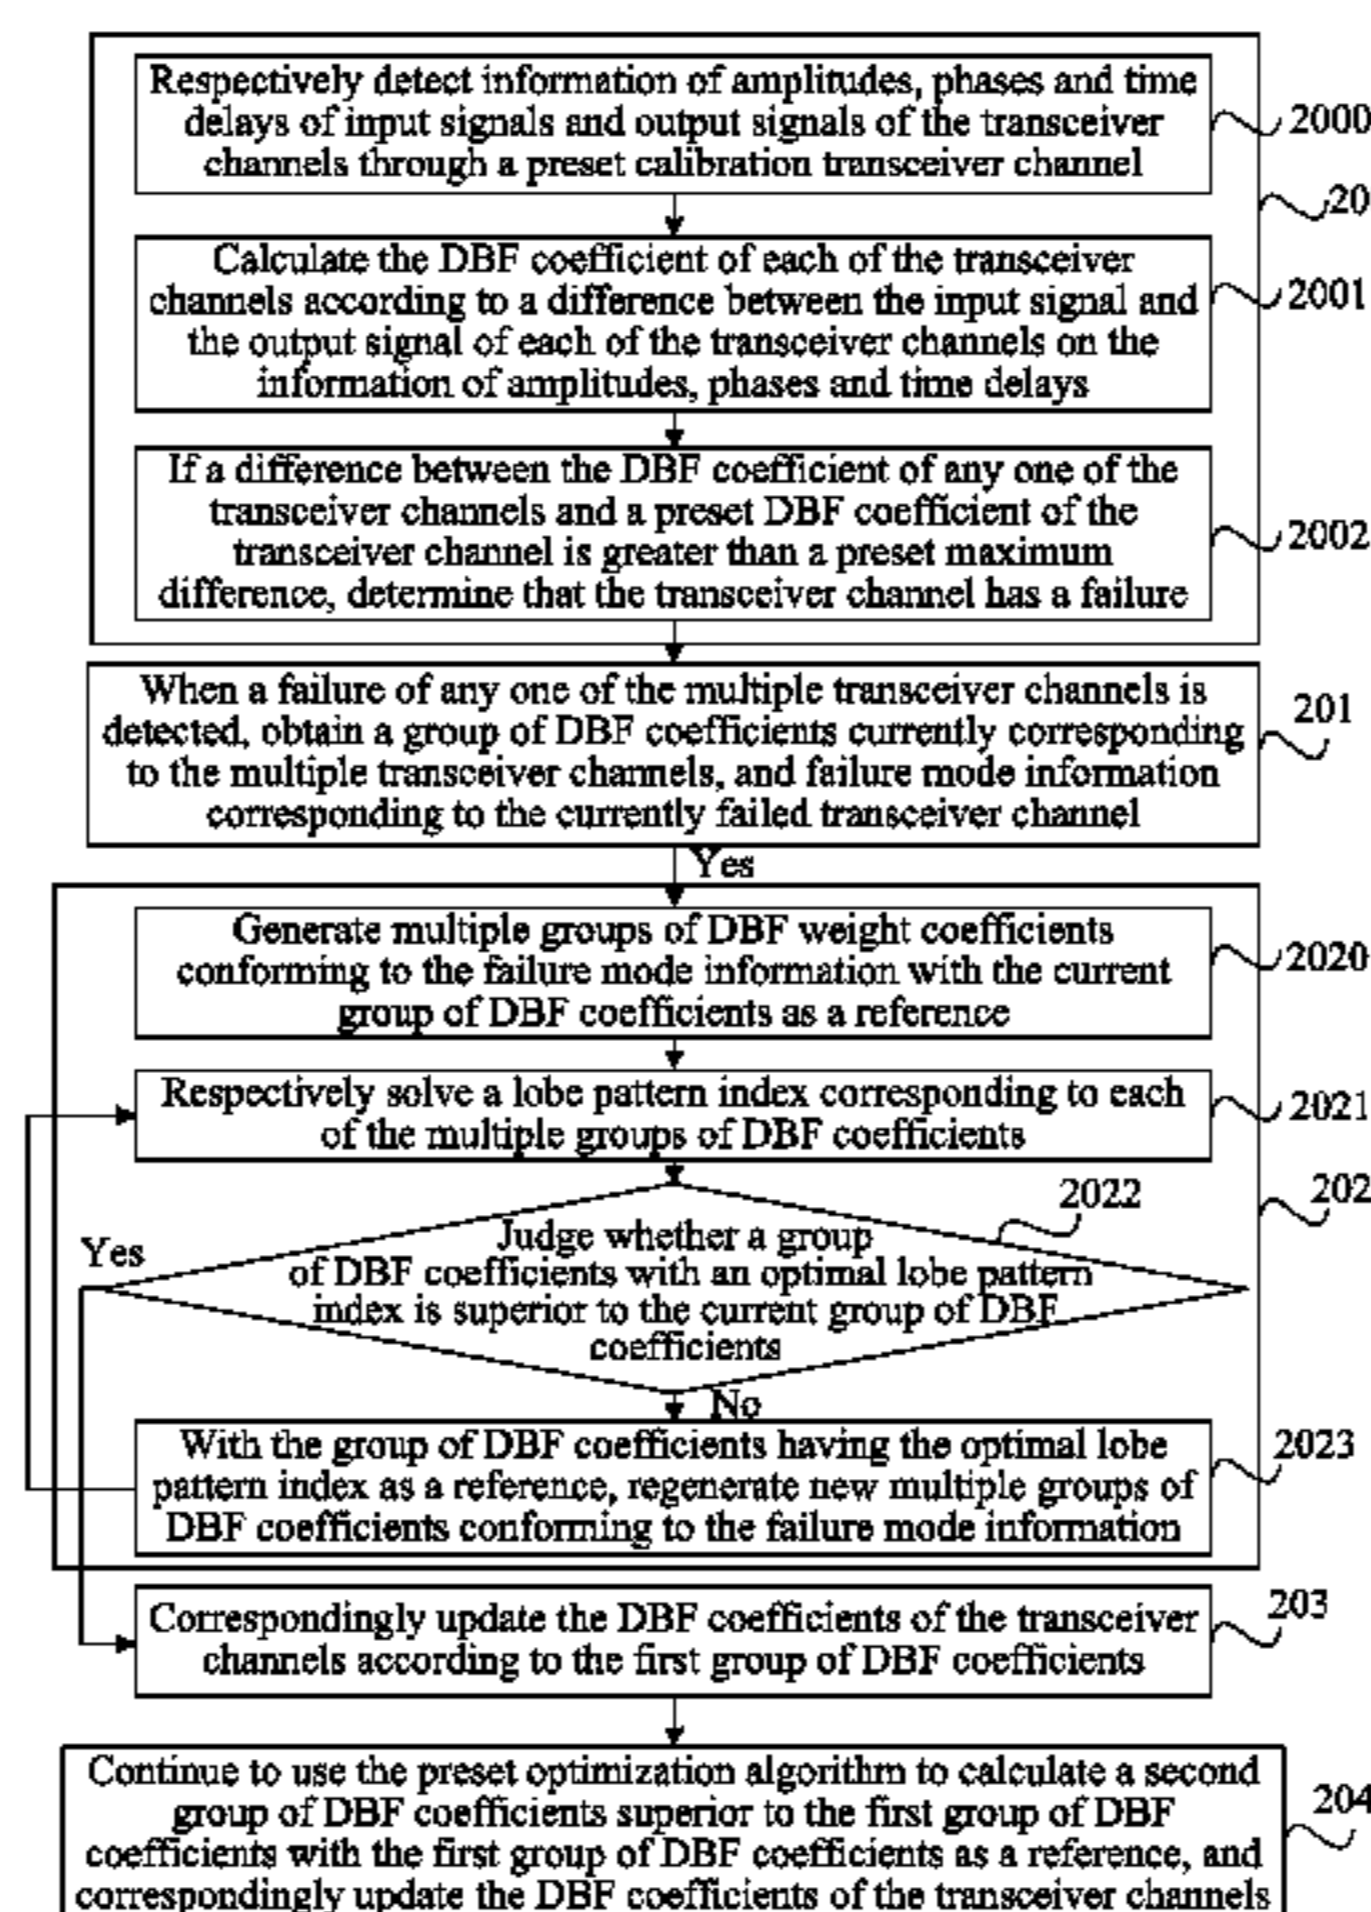 Respectively detect information of amplitudes, phases and time
delays of input signals and output signals of the transceiver
channels through a preset calibration transceiver channel
2000
20
Calculate the DBF coefficient of each of the transceiver
channels according to a difference between the input signal and
the output signal of each of the transceiver channels on the
information of amplitudes, phases and time delays
2001
If a difference between the DBF coefficient of any one of the
transceiver channels and a preset DBF coefficient of the
transceiver channel is greater than a preset maximum
difference, determine that the transceiver channel has a failure
2002
When a failure of any one of the multiple transceiver channels is
detected, obtain a group of DBF coefficients currently corresponding
to the multiple transceiver channels, and failure mode information
corresponding to the currently failed transceiver channel
201
Yes
Generate multiple groups of DBF weight coefficients
conforming to the failure mode information with the current
group of DBF coefficients as a reference
2020
Respectively solve a lobe pattern index corresponding to each
of the multiple groups of DBF coefficients
2021
202
2022
Yes
Judge whether a group
of DBF coefficients with an optimal lobe pattern
index is superior to the current group of DBF
coefficients
No
With the group of DBF coefficients having the optimal lobe
pattern index as a reference, regenerate new multiple groups of
DBF coefficients conforming to the failure mode information
2023
Correspondingly update the DBF coefficients of the transceiver
channels according to the first group of DBF coefficients
203
Continue to use the preset optimization algorithm to calculate a second
group of DBF coefficients superior to the first group of DBF
coefficients with the first group of DBF coefficients as a reference, and
correspondingly update the DBF coefficients of the transceiver channels
204